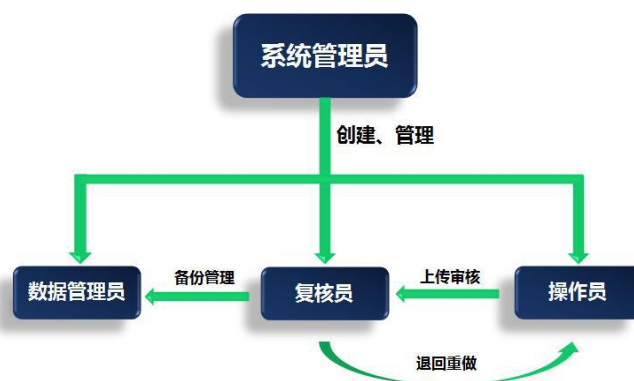 系统管理员
创建、管理
数据管理员
备份管理
复核员
上传审核
操作员
退回重做